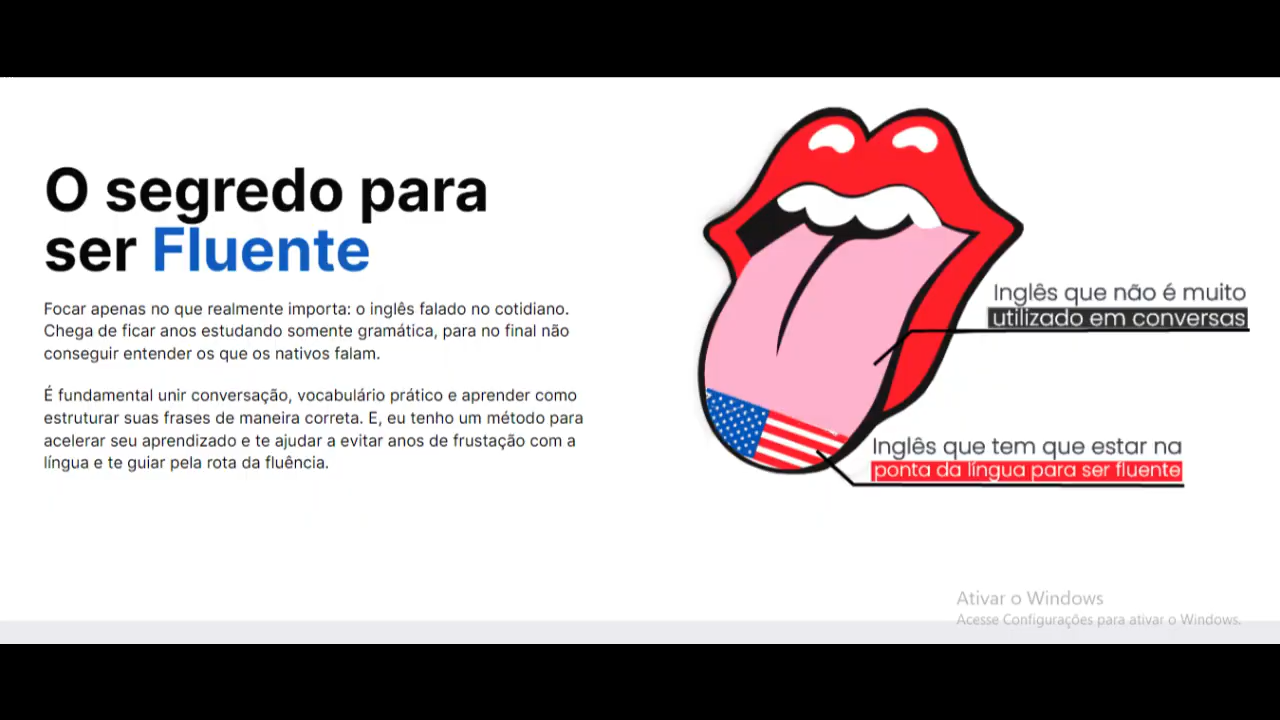 O segredo para
ser Fluente
Focar apenas no que realmente importa: o inglês falado no cotidiano.
Chega de ficar anos estudando somente gramática, para no final não
conseguir entender os que os nativos falam.
É fundamental unir conversação, vocabulário prático e aprender como
estruturar suas frases de maneira correta. E, eu tenho um método para
acelerar seu aprendizado e te ajudar a evitar anos de frustação com a
língua e te guiar pela rota da fluência.
Inglês que não é muito
utilizado em conversas
Inglês que tem que estar na
ponta da língua para ser fluente
Ativar o Windows
Acesse Configurações para ativar o Windows.